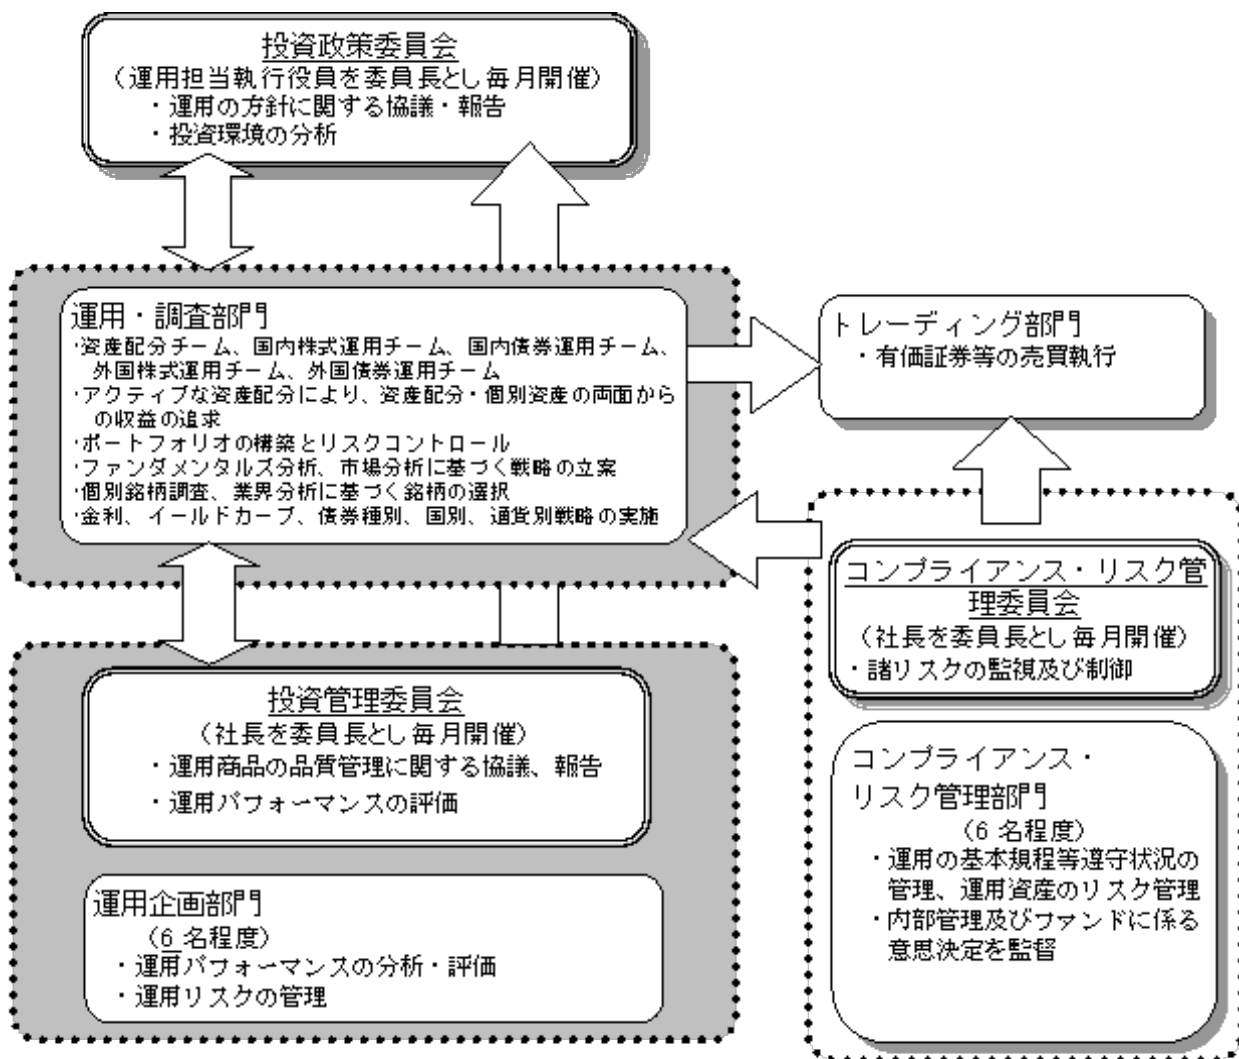 投資政策委員会
(運用担当執行役員を委員長とし毎月開催)
・運用の方針に関する協議・報告
・投資環境の分析
運用・調査部門
・資産配分チーム、国内株式運用チーム、国内債券運用チーム、
外国株式運用チーム、外国債券運用チーム
・アクティブな資産配分により、資産配分・個別資産の両面から
の収益の追求
・ポートフォリオの構築とリスクコントロール
・ファンダメンタルズ分析、市場分析に基づく戦略の立案
・個別銘柄調査、業界分析に基づく銘柄の選択
・金利、イールドカーブ、債券種別、国別、通貨別戦略の実施
トレーディング部門
・有価証券等の売買執行
コンプライアンス・リスク管
理委員会
(社長を委員長とし毎月開催)
・諸リスクの監視及び制御
コンプライアンス・
リスク管理部門
(6 名程度)
・運用の基本規程等遵守状況の
管理、運用資産のリスク管理
・内部管理及びファンドに係る
意思決定を監督
投資管理委員会
(社長を委員長とし毎月開催)
・運用商品の品質管理に関する協議、報告
・運用パフォーマンスの評価
運用企画部門
(6 名程度)
・運用パフォーマンスの分析・評価
・運用リスクの管理